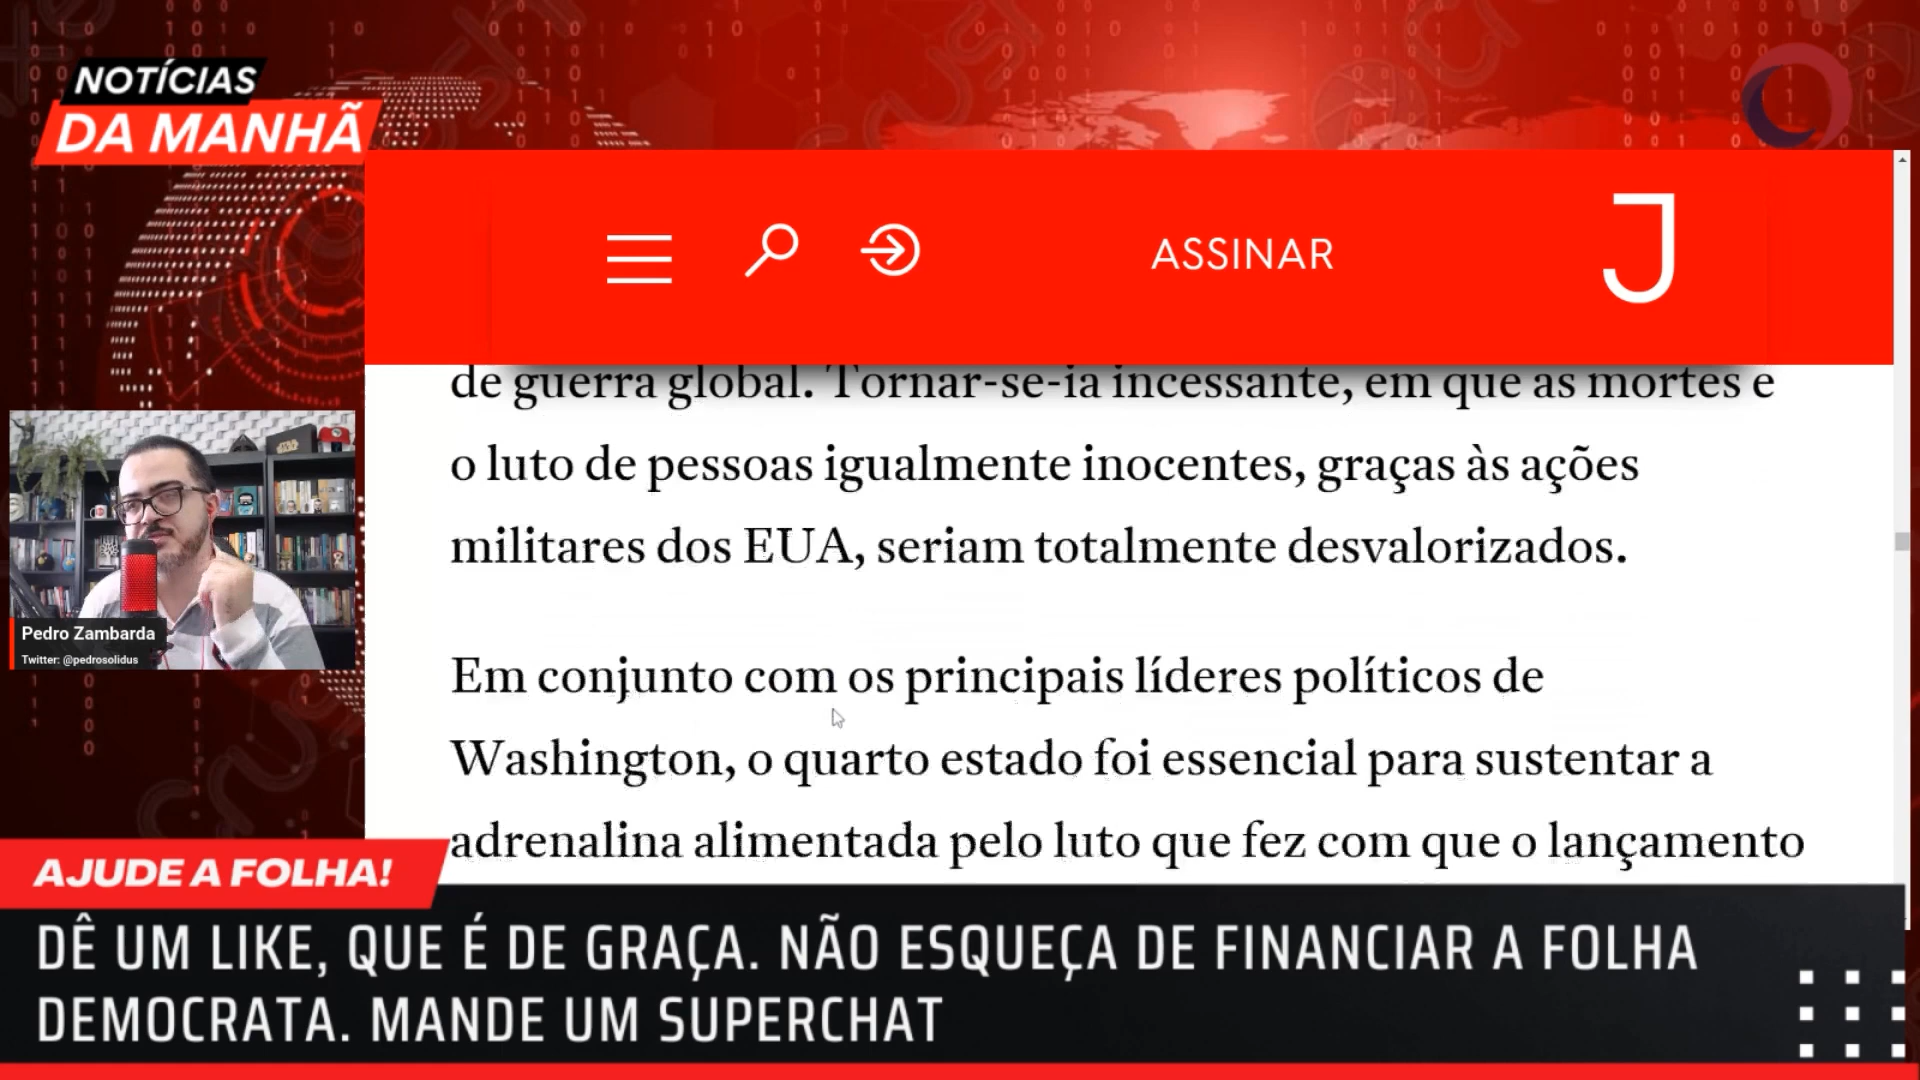 NOTÍCIAS
DA MANHÃ
ASSINAR
J
de guerra global. Tornar-se-ia incessante, em que as mortes e
o luto de pessoas igualmente inocentes, graças às ações
militares dos EUA, seriam totalmente desvalorizados.
Em conjunto com os principais líderes políticos de
Washington, o quarto estado foi essencial para sustentar a
adrenalina alimentada pelo luto que fez com que o lançamento
Pedro Zambarda
Twitter: @pedrosolidus
AJUDE A FOLHA!
DÊ UM LIKE, QUE É DE GRAÇA. NÃO ESQUEÇA DE FINANCIAR A FOLHA
DEMOCRATA. MANDE UM SUPERCHAT